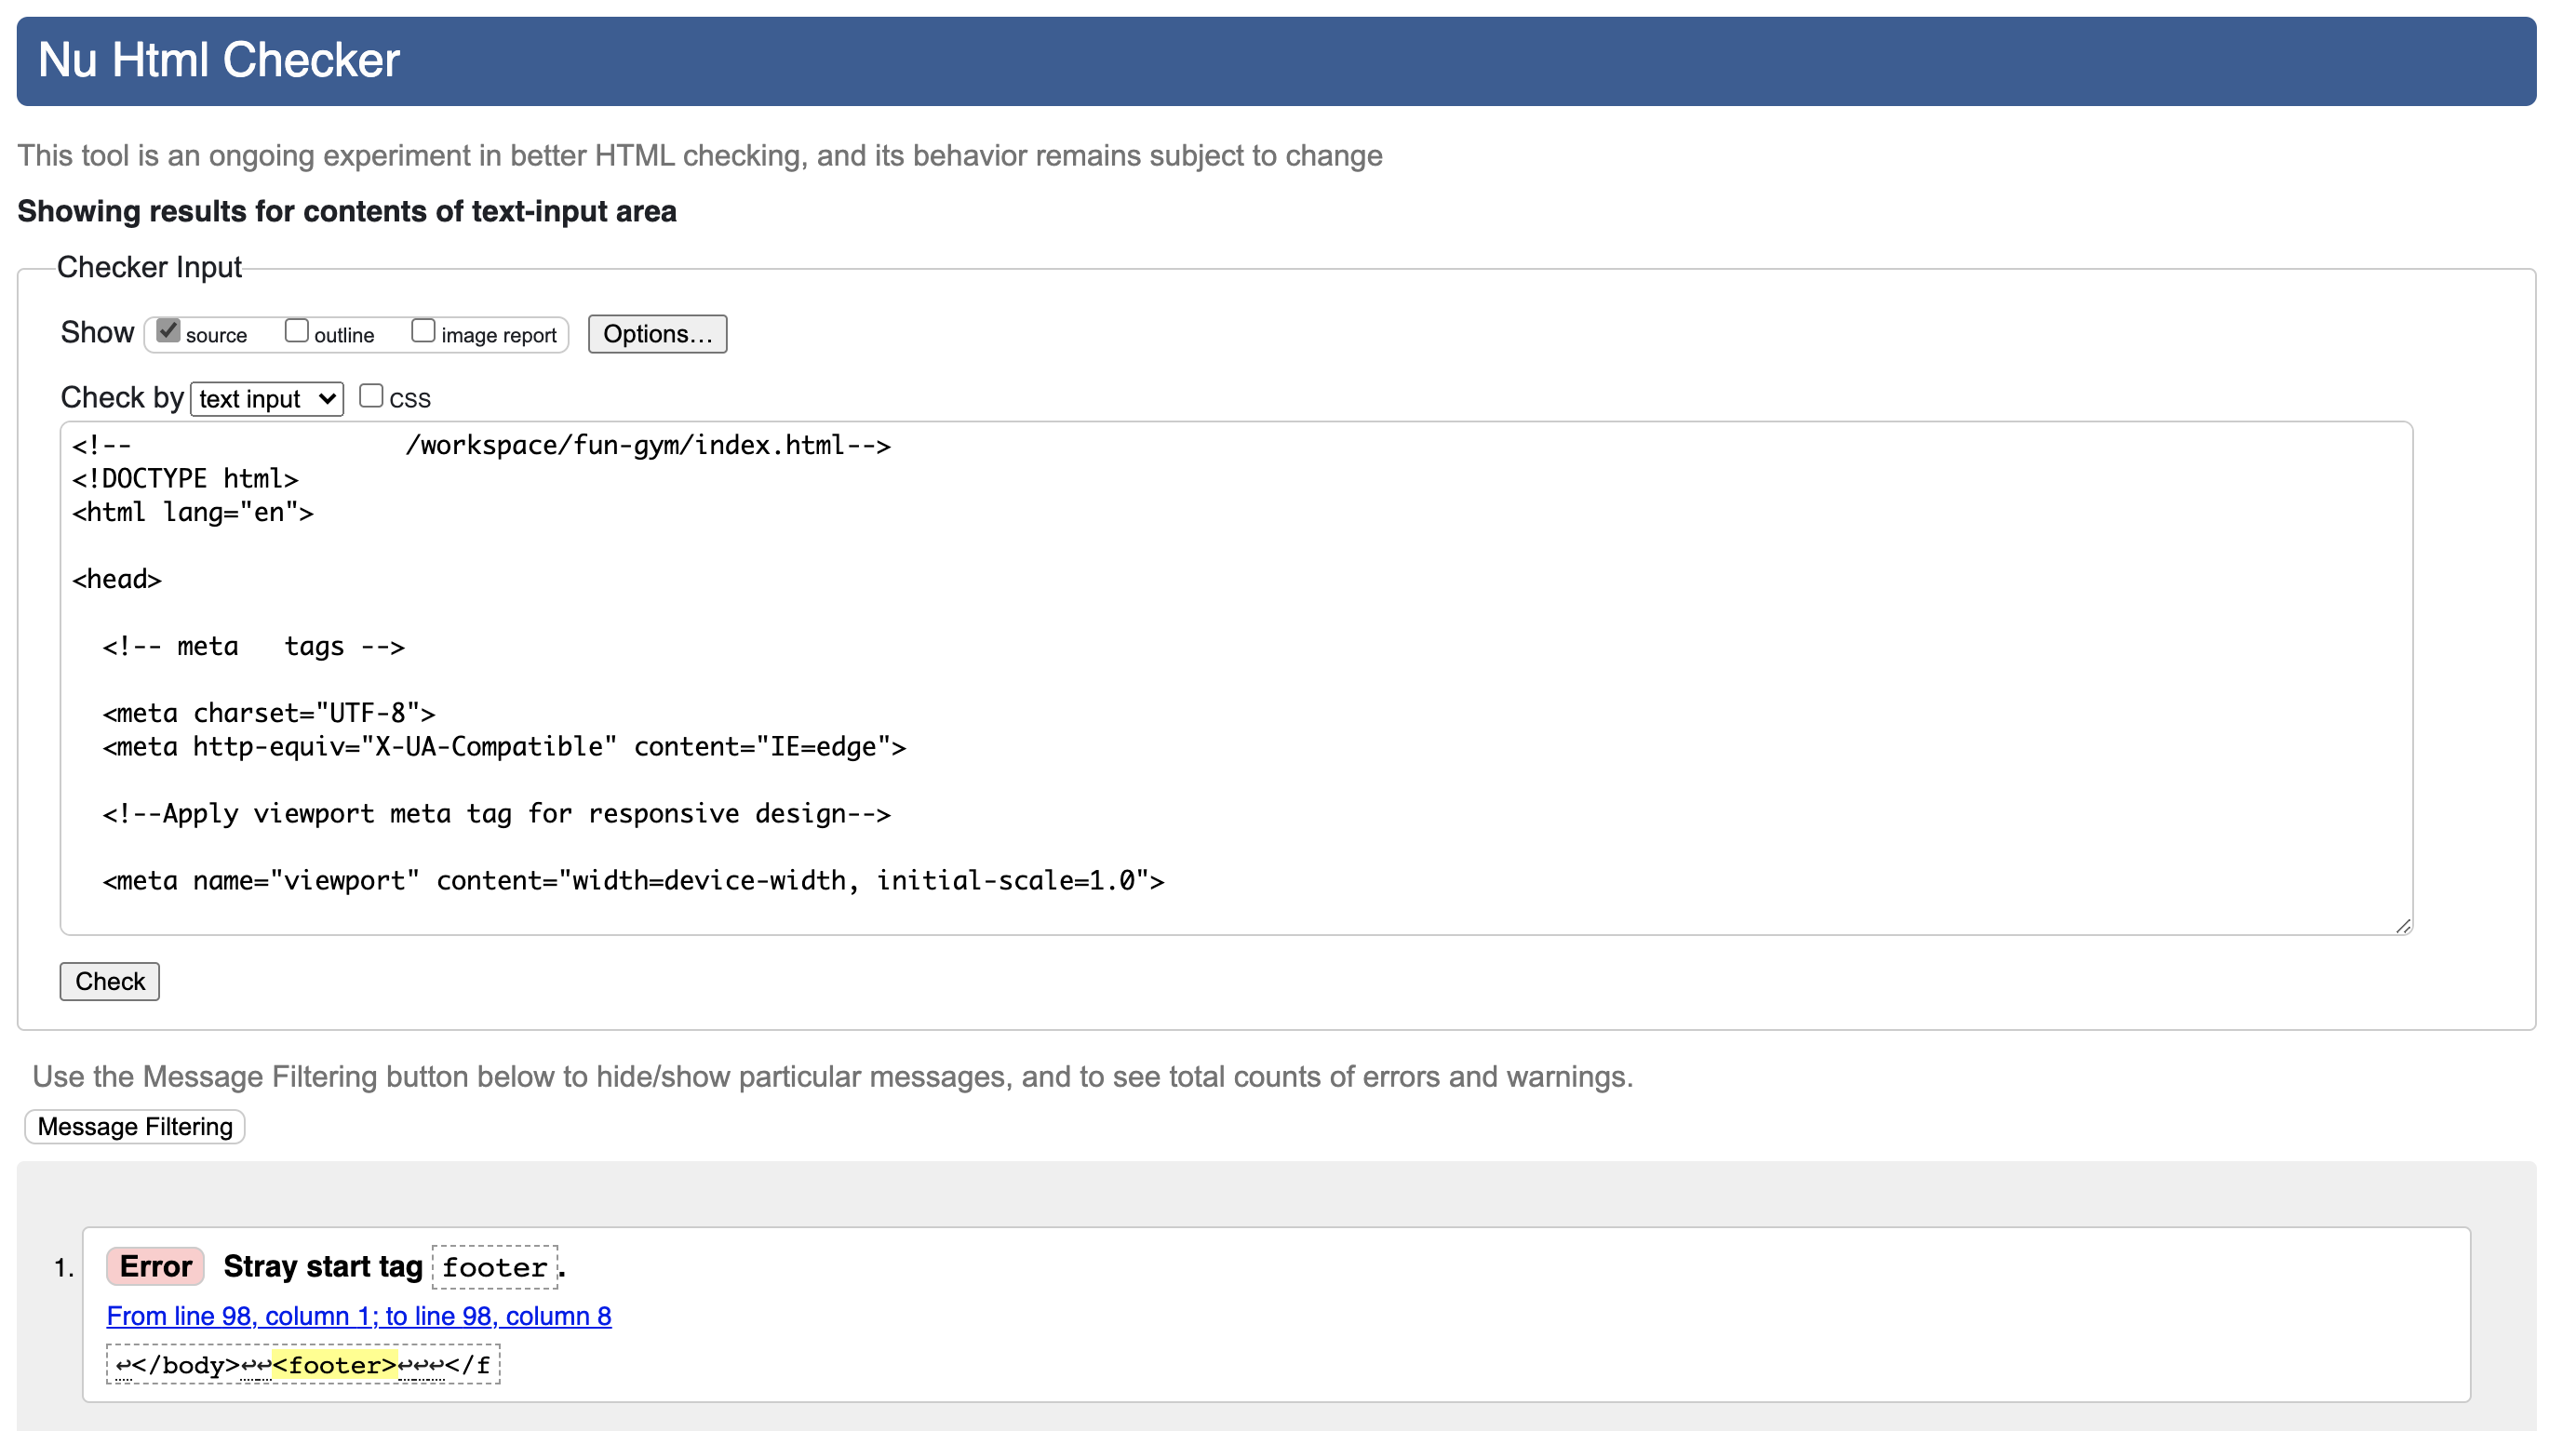 Nu Html Checker
This tool is an ongoing experiment in better HTML checking, and its behavior remains subject to change
Showing results for contents of text-input area
Checker Input
Show source outline image report Options...
Check by text input CSS
<!--                  /workspace/fun-gym/index.html-->
<!DOCTYPE html>
<html lang="en">
<head>
  <!-- meta   tags -->
  <meta charset="UTF-8">
  <meta http-equiv="X-UA-Compatible" content="IE=edge">
  <!--Apply viewport meta tag for responsive design-->
  <meta name="viewport" content="width=device-width, initial-scale=1.0">
Check
Use the Message Filtering button below to hide/show particular messages, and to see total counts of errors and warnings.
Message Filtering
1. Error Stray start tag footer.
From line 98, column 1; to line 98, column 8
↩</body>↩↩<footer>↩↩↩</f